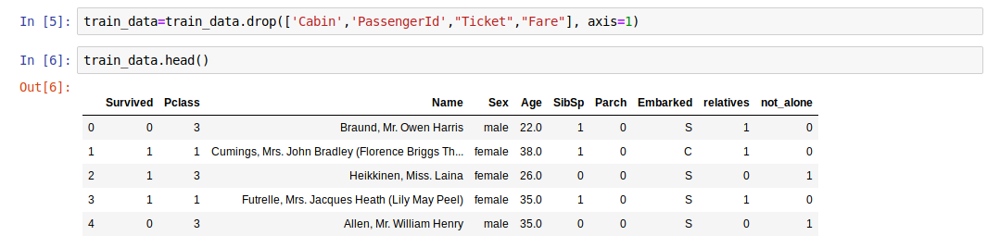 In [5]: train_data=train_data.drop(['Cabin','PassengerId',"Ticket","Fare"], axis=1)
In [6]: train_data.head()
Out[6]:
Survived Pclass Name Sex Age SibSp Parch Embarked relatives not_alone
0 0 3 Braund, Mr. Owen Harris male 22.0 1 0 S 1 0
1 1 1 Cumings, Mrs. John Bradley (Florence Briggs Th... female 38.0 1 0 C 1 0
2 1 3 Heikkinen, Miss. Laina female 26.0 0 0 S 0 1
3 1 1 Futrelle, Mrs. Jacques Heath (Lily May Peel) female 35.0 1 0 S 1 0
4 0 3 Allen, Mr. William Henry male 35.0 0 0 S 0 1